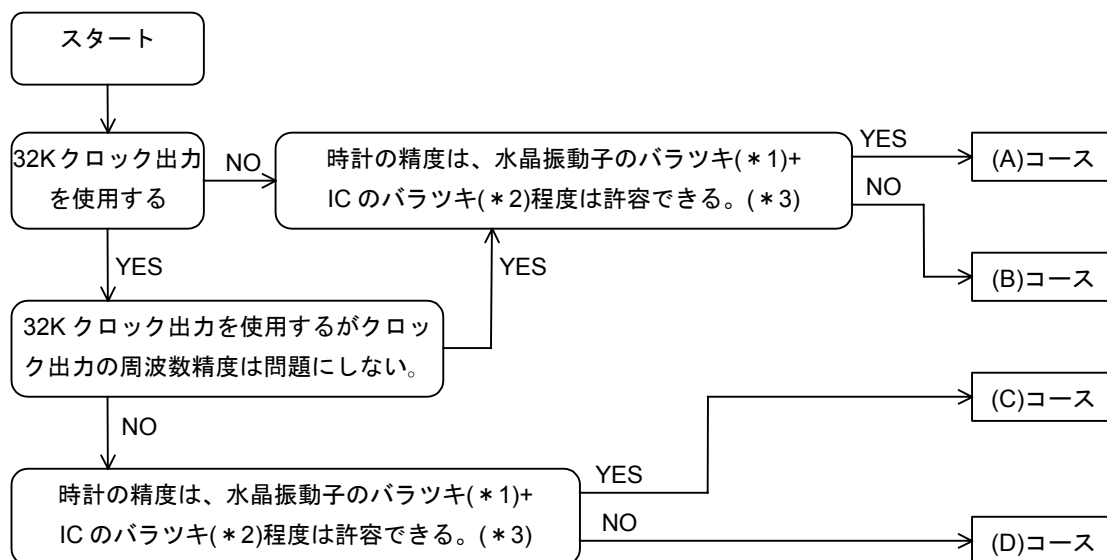 スタート
32Kクロック出力
を使用する
NO
時計の精度は、水晶振動子のバラツキ(＊1)+
ICのバラツキ(＊2)程度は許容できる。(＊3)
YES
(A)コース
NO
(B)コース
YES
YES
32Kクロック出力を使用するがクロッ
ク出力の周波数精度は問題にしない。
(C)コース
NO
時計の精度は、水晶振動子のバラツキ(＊1)+
ICのバラツキ(＊2)程度は許容できる。(＊3)
YES
NO
(D)コース